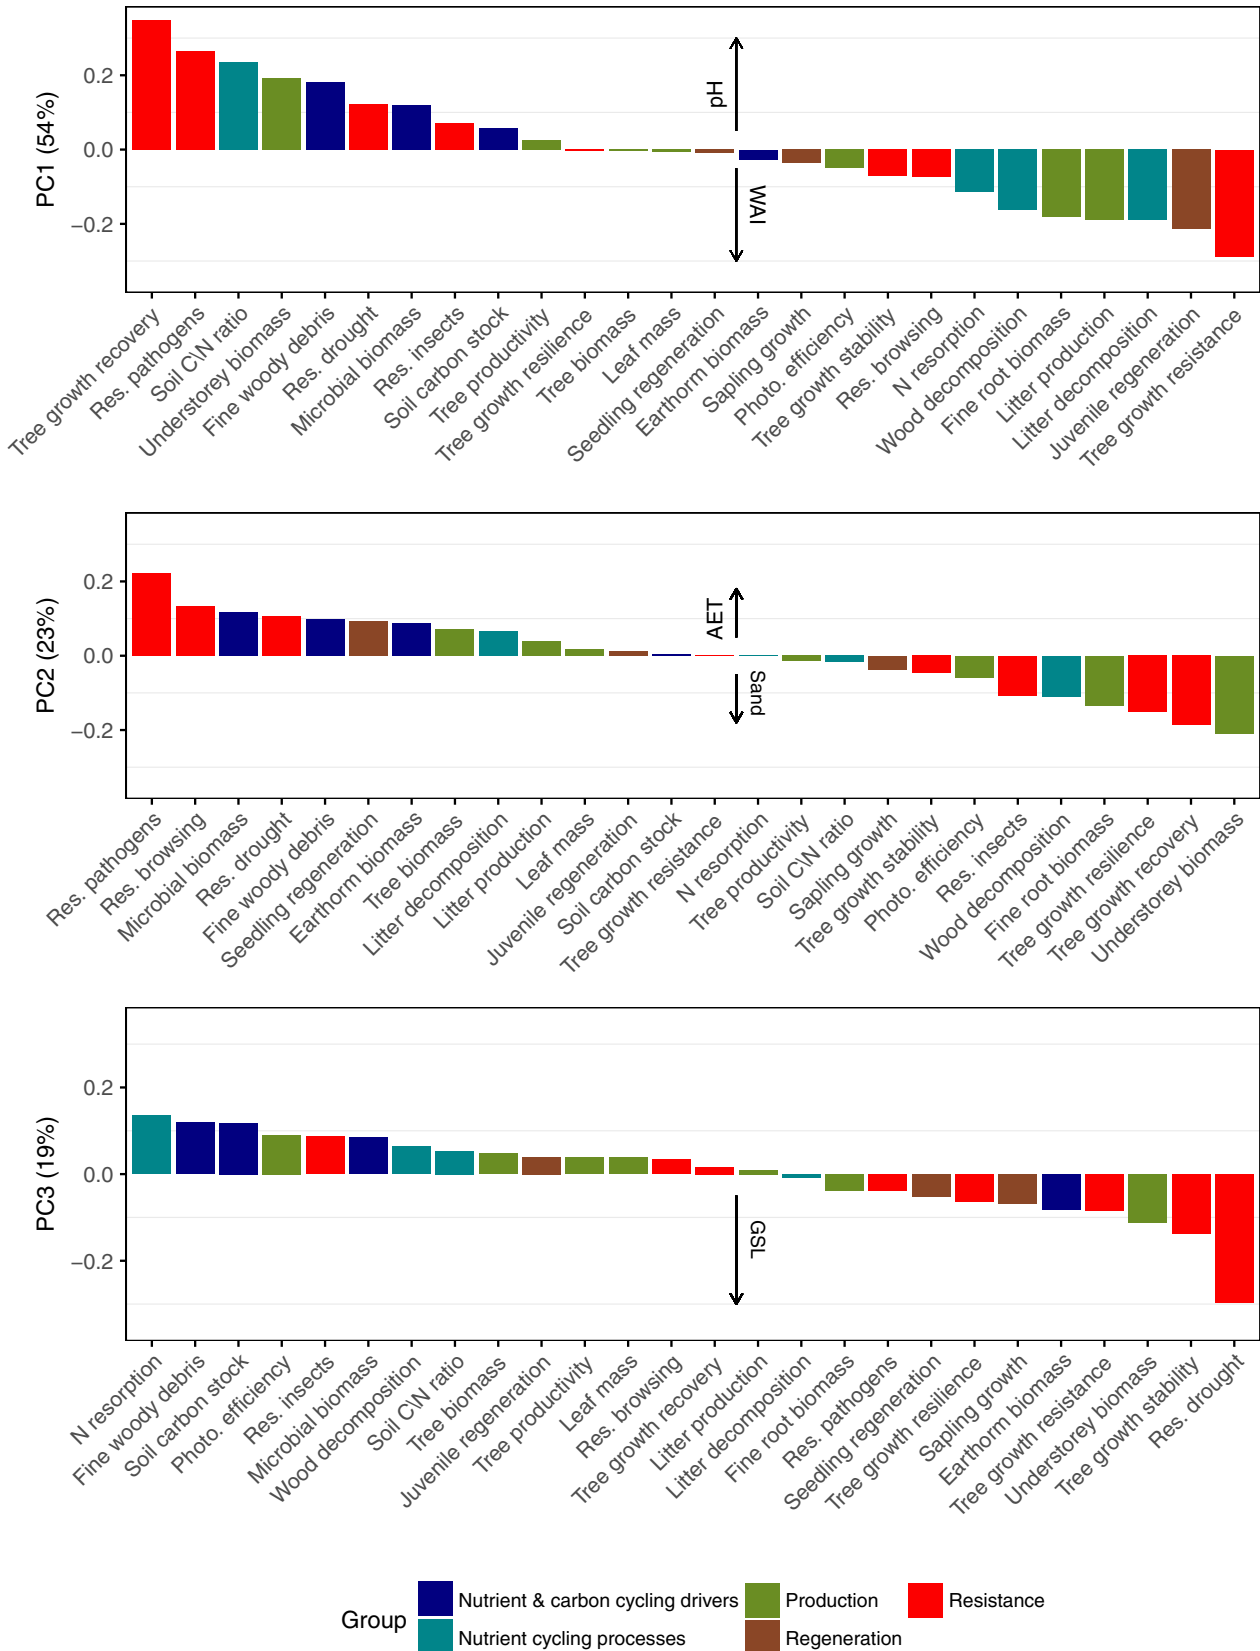 PC1 (54%)
0.2
0.0
−0.2
pH
WAI
Tree growth recovery
Res. pathogens
Soil C\N ratio
Understorey biomass
Fine woody debris
Res. drought
Microbial biomass
Res. insects
Soil carbon stock
Tree productivity
Tree growth resilience
Tree biomass
Leaf mass
Seedling regeneration
Earthorm biomass
Sapling growth
Photo. efficiency
Tree growth stability
Res. browsing
N resorption
Wood decomposition
Fine root biomass
Litter production
Litter decomposition
Juvenile regeneration
Tree growth resistance
PC2 (23%)
0.2
0.0
−0.2
AET
Sand
Res. pathogens
Res. browsing
Microbial biomass
Res. drought
Fine woody debris
Seedling regeneration
Earthorm biomass
Tree biomass
Litter decomposition
Litter production
Leaf mass
Juvenile regeneration
Soil carbon stock
Tree growth resistance
N resorption
Tree productivity
Soil C\N ratio
Sapling growth
Tree growth stability
Photo. efficiency
Res. insects
Wood decomposition
Fine root biomass
Tree growth resilience
Tree growth recovery
Understorey biomass
PC3 (19%)
0.2
0.0
−0.2
GSL
N resorption
Fine woody debris
Soil carbon stock
Photo. efficiency
Res. insects
Microbial biomass
Wood decomposition
Soil C\N ratio
Tree biomass
Juvenile regeneration
Tree productivity
Leaf mass
Res. browsing
Tree growth recovery
Litter production
Litter decomposition
Fine root biomass
Res. pathogens
Seedling regeneration
Tree growth resilience
Sapling growth
Earthorm biomass
Tree growth resistance
Understorey biomass
Tree growth stability
Res. drought
Group
Nutrient & carbon cycling drivers
Nutrient cycling processes
Production
Regeneration
Resistance